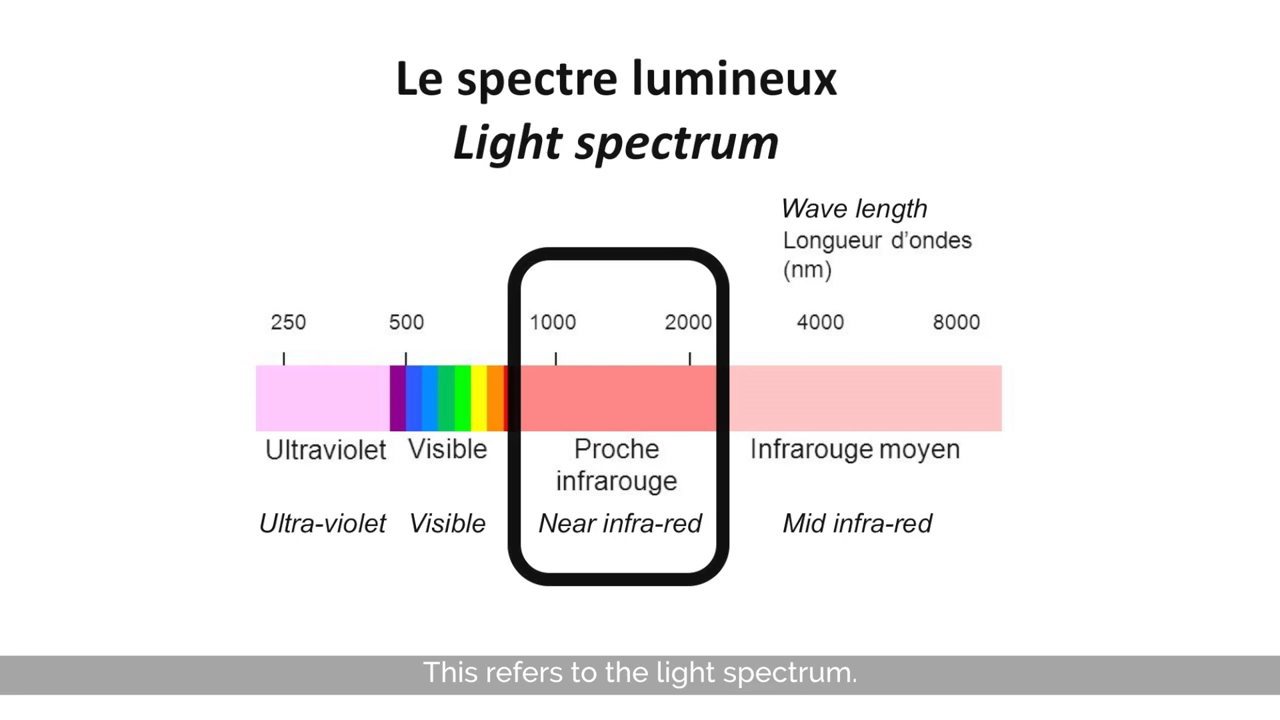 Le spectre lumineux
Light spectrum
Wave length
Longueur d'ondes
(nm)
250 500 1000 2000 4000 8000
Ultraviolet Visible Proche infrarouge Infrarouge moyen
Ultra-violet Visible Near infra-red Mid infra-red
This refers to the light spectrum.